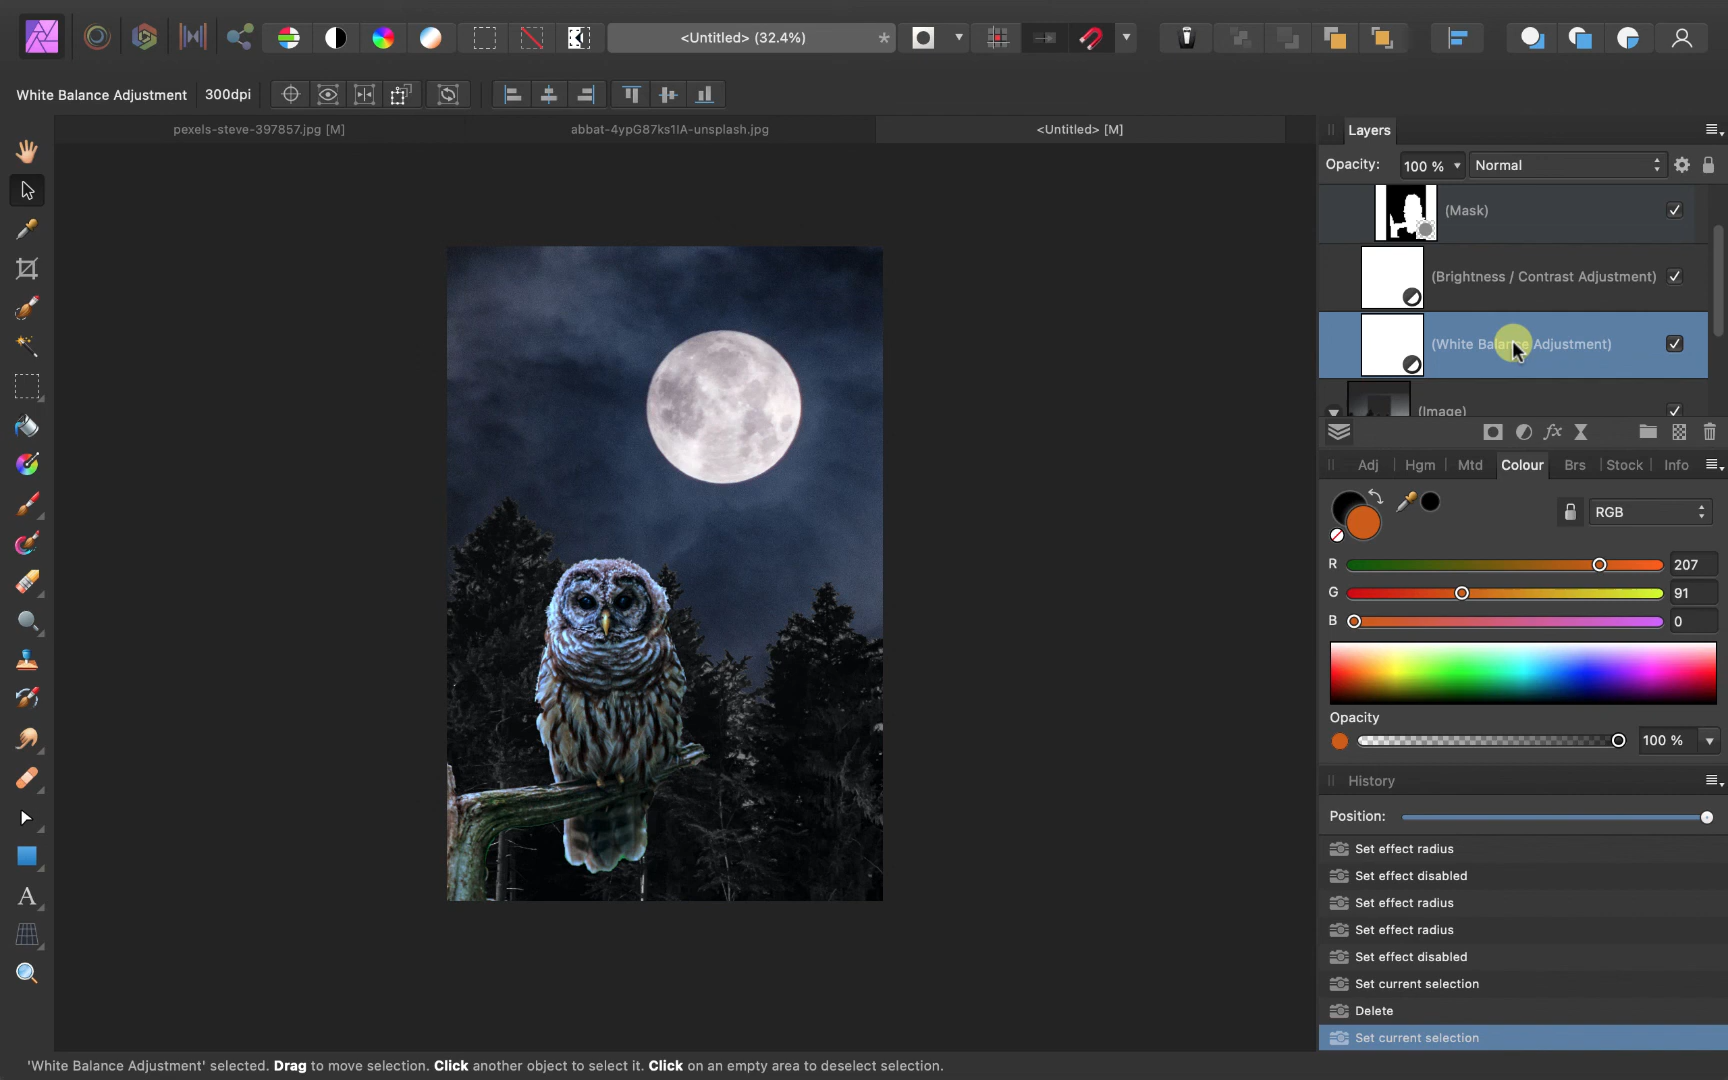 <Untitled> (32.4%)
White Balance Adjustment
300dpi
pexels-steve-397857.jpg [M]
abbat-4ypG87ks1lA-unsplash.jpg
<Untitled> [M]
Layers
Opacity:
100 %
Normal
(Mask)
(Brightness / Contrast Adjustment)
(White Balance Adjustment)
(Image)
fx
Adj
Hgm
Mtd
Colour
Brs
Stock
Info
RGB
R
207
G
91
B
0
Opacity
100 %
History
Position:
Set effect radius
Set effect disabled
Set effect radius
Set effect radius
Set effect disabled
Set current selection
Delete
Set current selection
'White Balance Adjustment' selected. Drag to move selection. Click another object to select it. Click on an empty area to deselect selection.